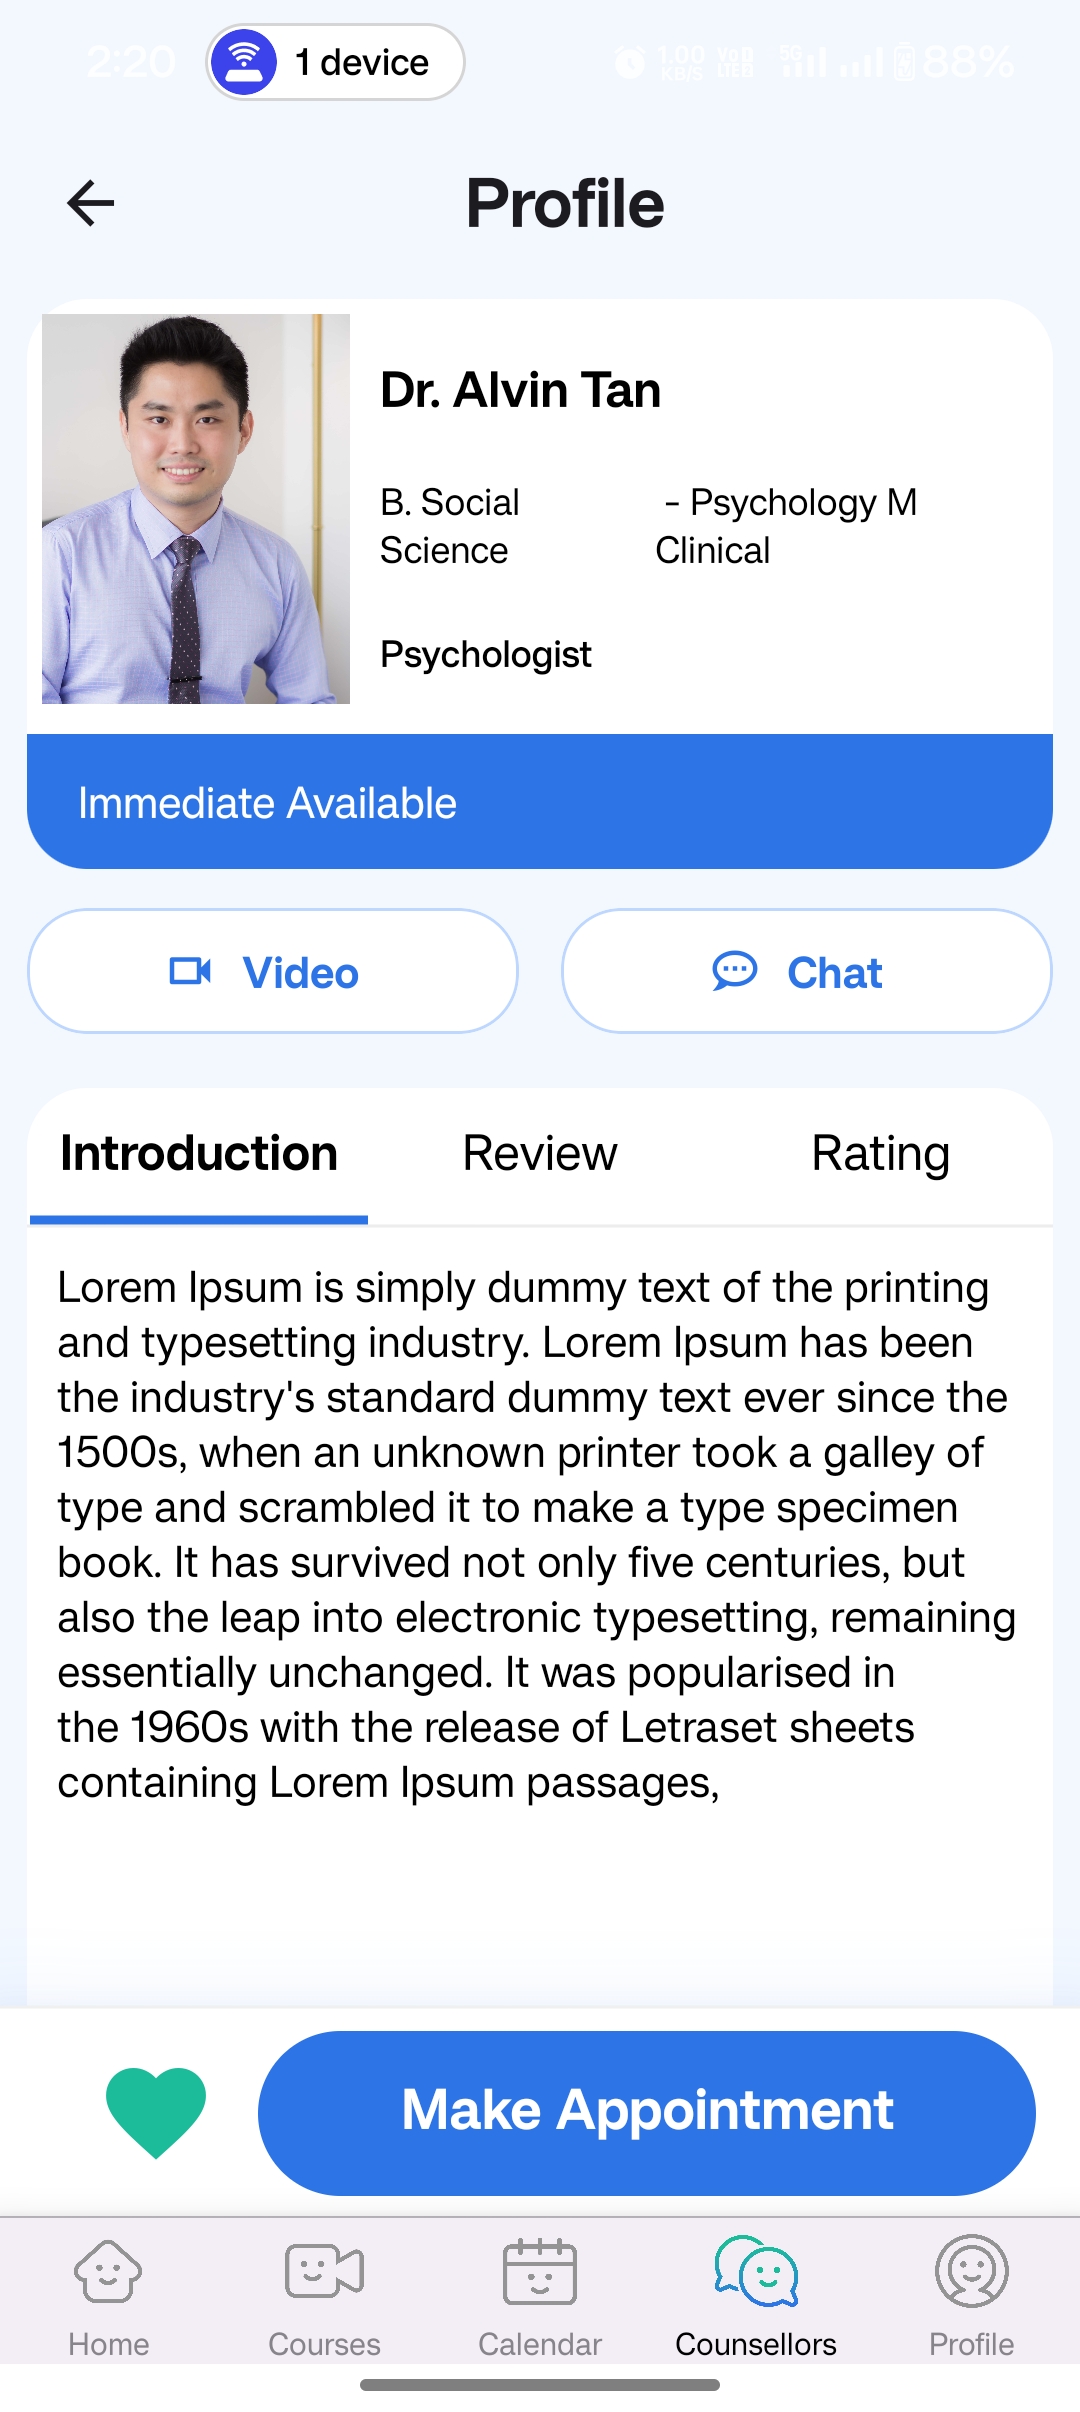 2:20
1 device
1.00 KB/S
5G
88%
Profile
Dr. Alvin Tan
B. Social Science
- Psychology M Clinical
Psychologist
Immediate Available
Video
Chat
Introduction
Review
Rating
Lorem Ipsum is simply dummy text of the printing
and typesetting industry. Lorem Ipsum has been
the industry's standard dummy text ever since the
1500s, when an unknown printer took a galley of
type and scrambled it to make a type specimen
book. It has survived not only five centuries, but
also the leap into electronic typesetting, remaining
essentially unchanged. It was popularised in
the 1960s with the release of Letraset sheets
containing Lorem Ipsum passages,
Make Appointment
Home
Courses
Calendar
Counsellors
Profile